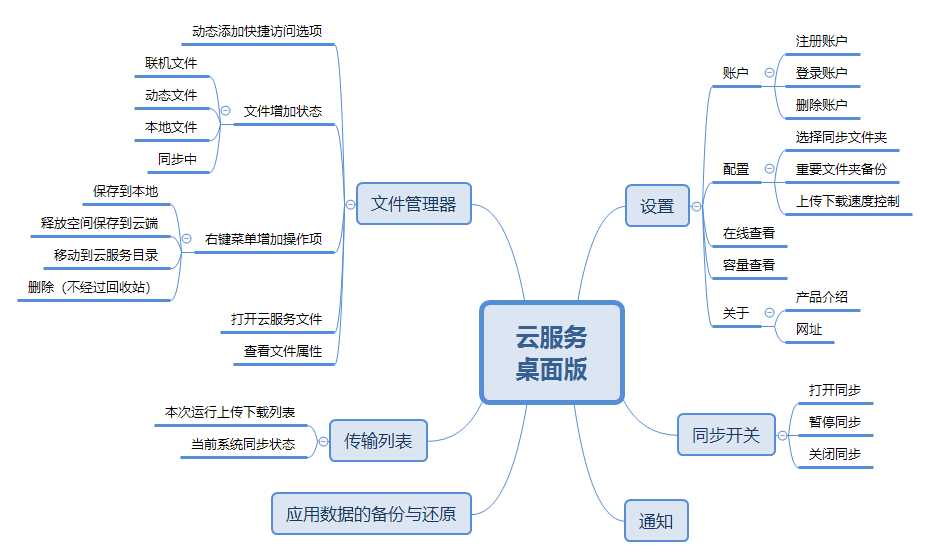 云服务
桌面版
文件管理器
动态添加快捷访问选项
文件增加状态
联机文件
动态文件
本地文件
同步中
右键菜单增加操作项
保存到本地
释放空间保存到云端
移动到云服务目录
删除（不经过回收站）
打开云服务文件
查看文件属性
传输列表
本次运行上传下载列表
当前系统同步状态
应用数据的备份与还原
设置
账户
注册账户
登录账户
删除账户
配置
选择同步文件夹
重要文件夹备份
上传下载速度控制
在线查看
容量查看
关于
产品介绍
网址
同步开关
打开同步
暂停同步
关闭同步
通知